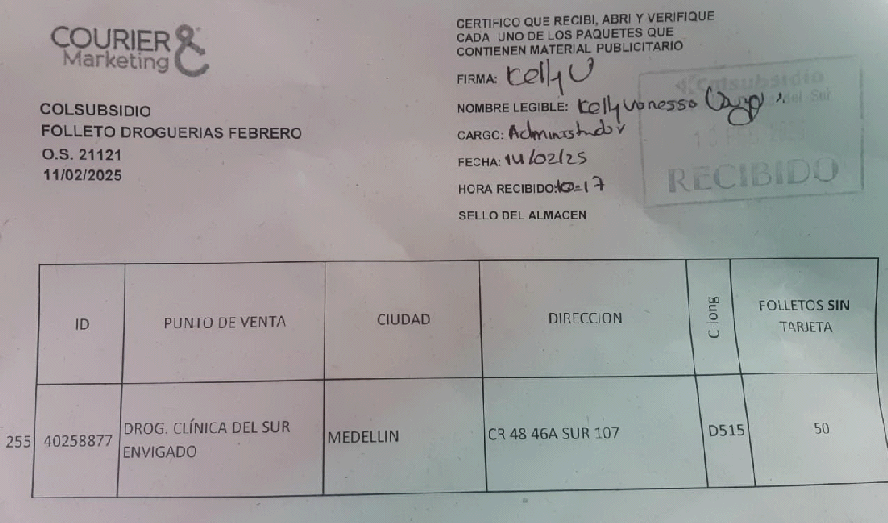 COURIER &
Marketing
COLSUBSIDIO
FOLLETO DROGUERIAS FEBRERO
O.S. 21121
11/02/2025
CERTIFICO QUE RECIBI, ABRI Y VERIFIQUE
CADA UNO DE LOS PAQUETES QUE
CONTIENEN MATERIAL PUBLICITARIO
FIRMA: Kelly V
NOMBRE LEGIBLE: Kelly Vanessa
CARGO: Administrador
FECHA: 14/02/25
HORA RECIBIDO: 10-17
SELLO DEL ALMACEN
Colsubsidio
del Sur
RECIBIDO
ID PUNTO DE VENTA CIUDAD DIRECCION FOLLETOS SIN
TARJETA
255 40258877 DROG. CLÍNICA DEL SUR
ENVIGADO MEDELLIN CR 48 46A SUR 107 D515 50